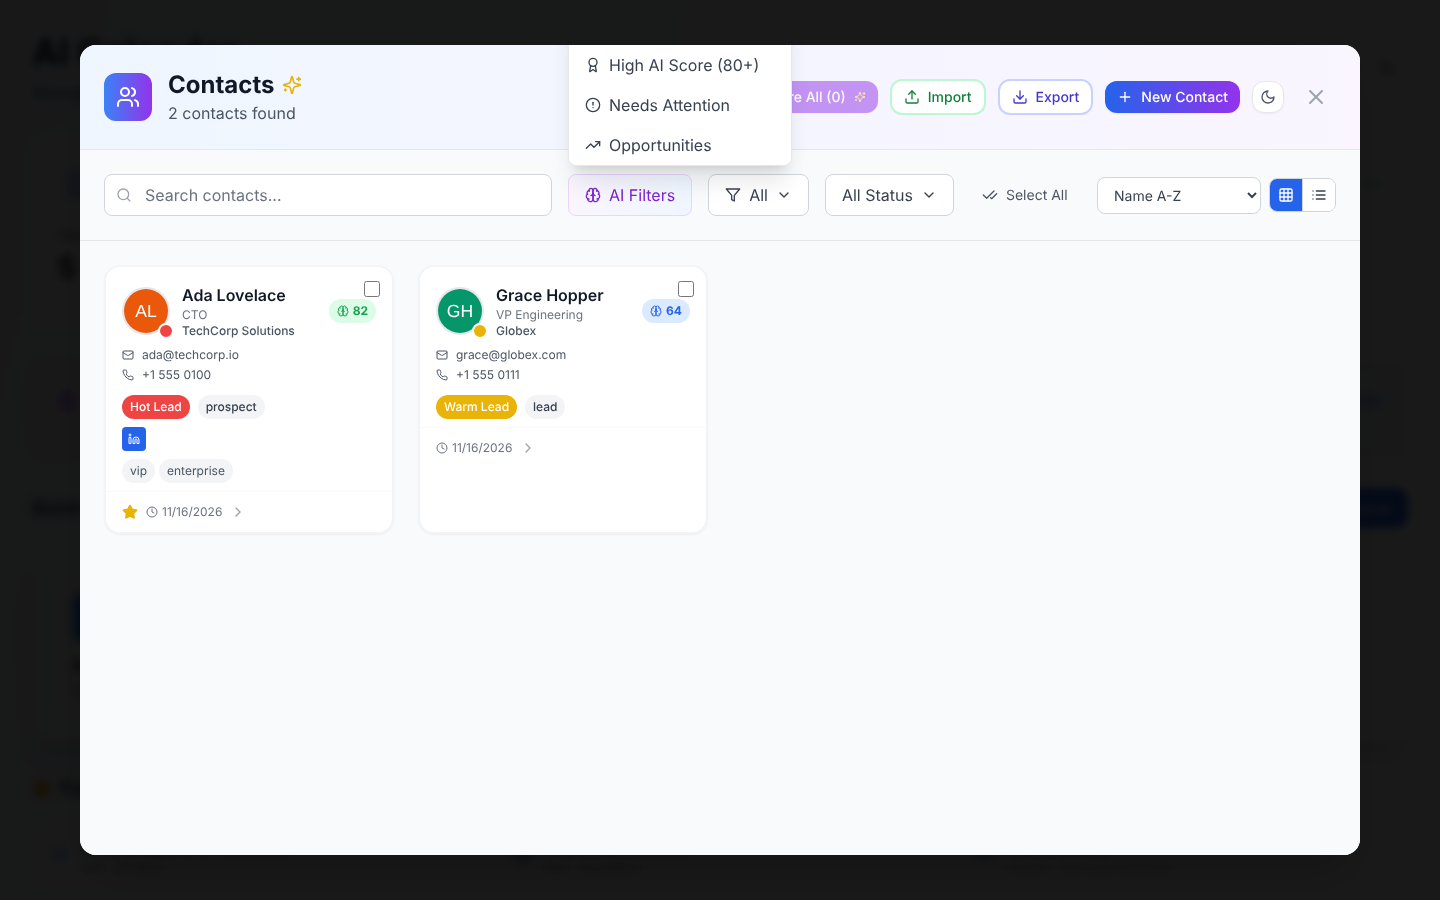 Contacts
2 contacts found
High AI Score (80+)
Needs Attention
Opportunities
re All (0)
Import
Export
New Contact
Search contacts...
AI Filters
All
All Status
Select All
Name A-Z
AL
Ada Lovelace
CTO
TechCorp Solutions
82
ada@techcorp.io
+1 555 0100
Hot Lead
prospect
in
vip
enterprise
11/16/2026
GH
Grace Hopper
VP Engineering
Globex
64
grace@globex.com
+1 555 0111
Warm Lead
lead
11/16/2026